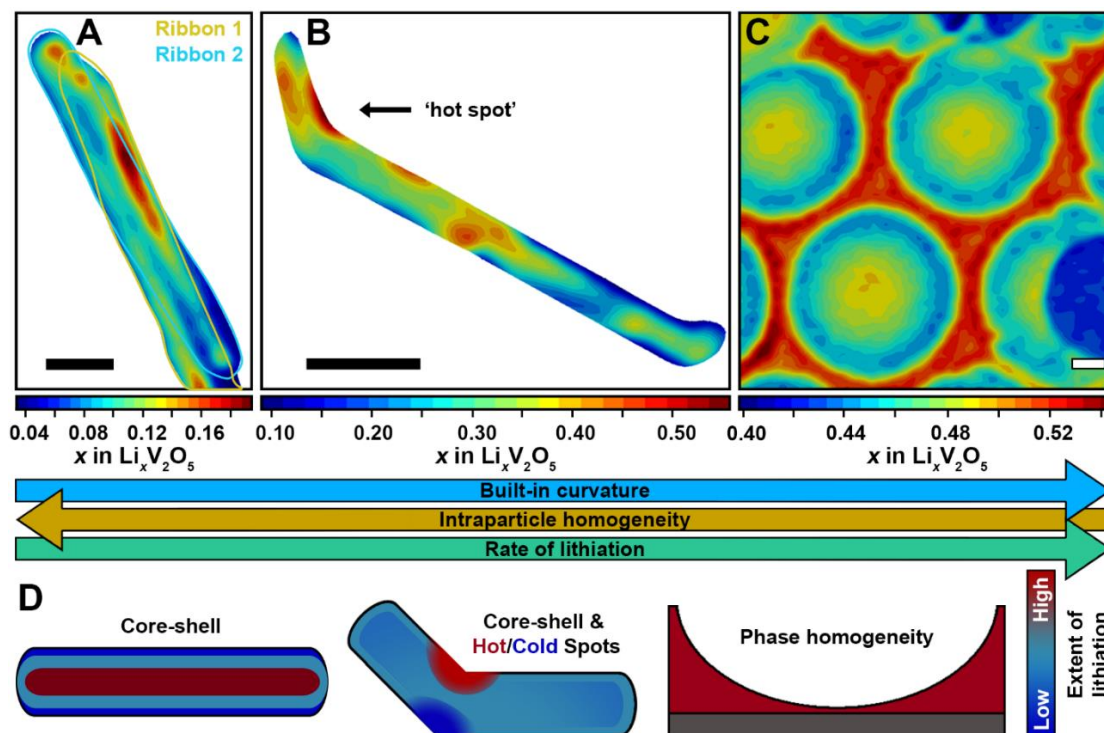 A
Ribbon 1
Ribbon 2
B
'hot spot'
C
0.04 0.08 0.12 0.16
x in LixV2O5
0.10 0.20 0.30 0.40 0.50
x in LixV2O5
0.40 0.44 0.48 0.52
x in LixV2O5
Built-in curvature
Intraparticle homogeneity
Rate of lithiation
D
Core-shell
Core-shell &
Hot/Cold Spots
Phase homogeneity
High
Low
Extent of
lithiation